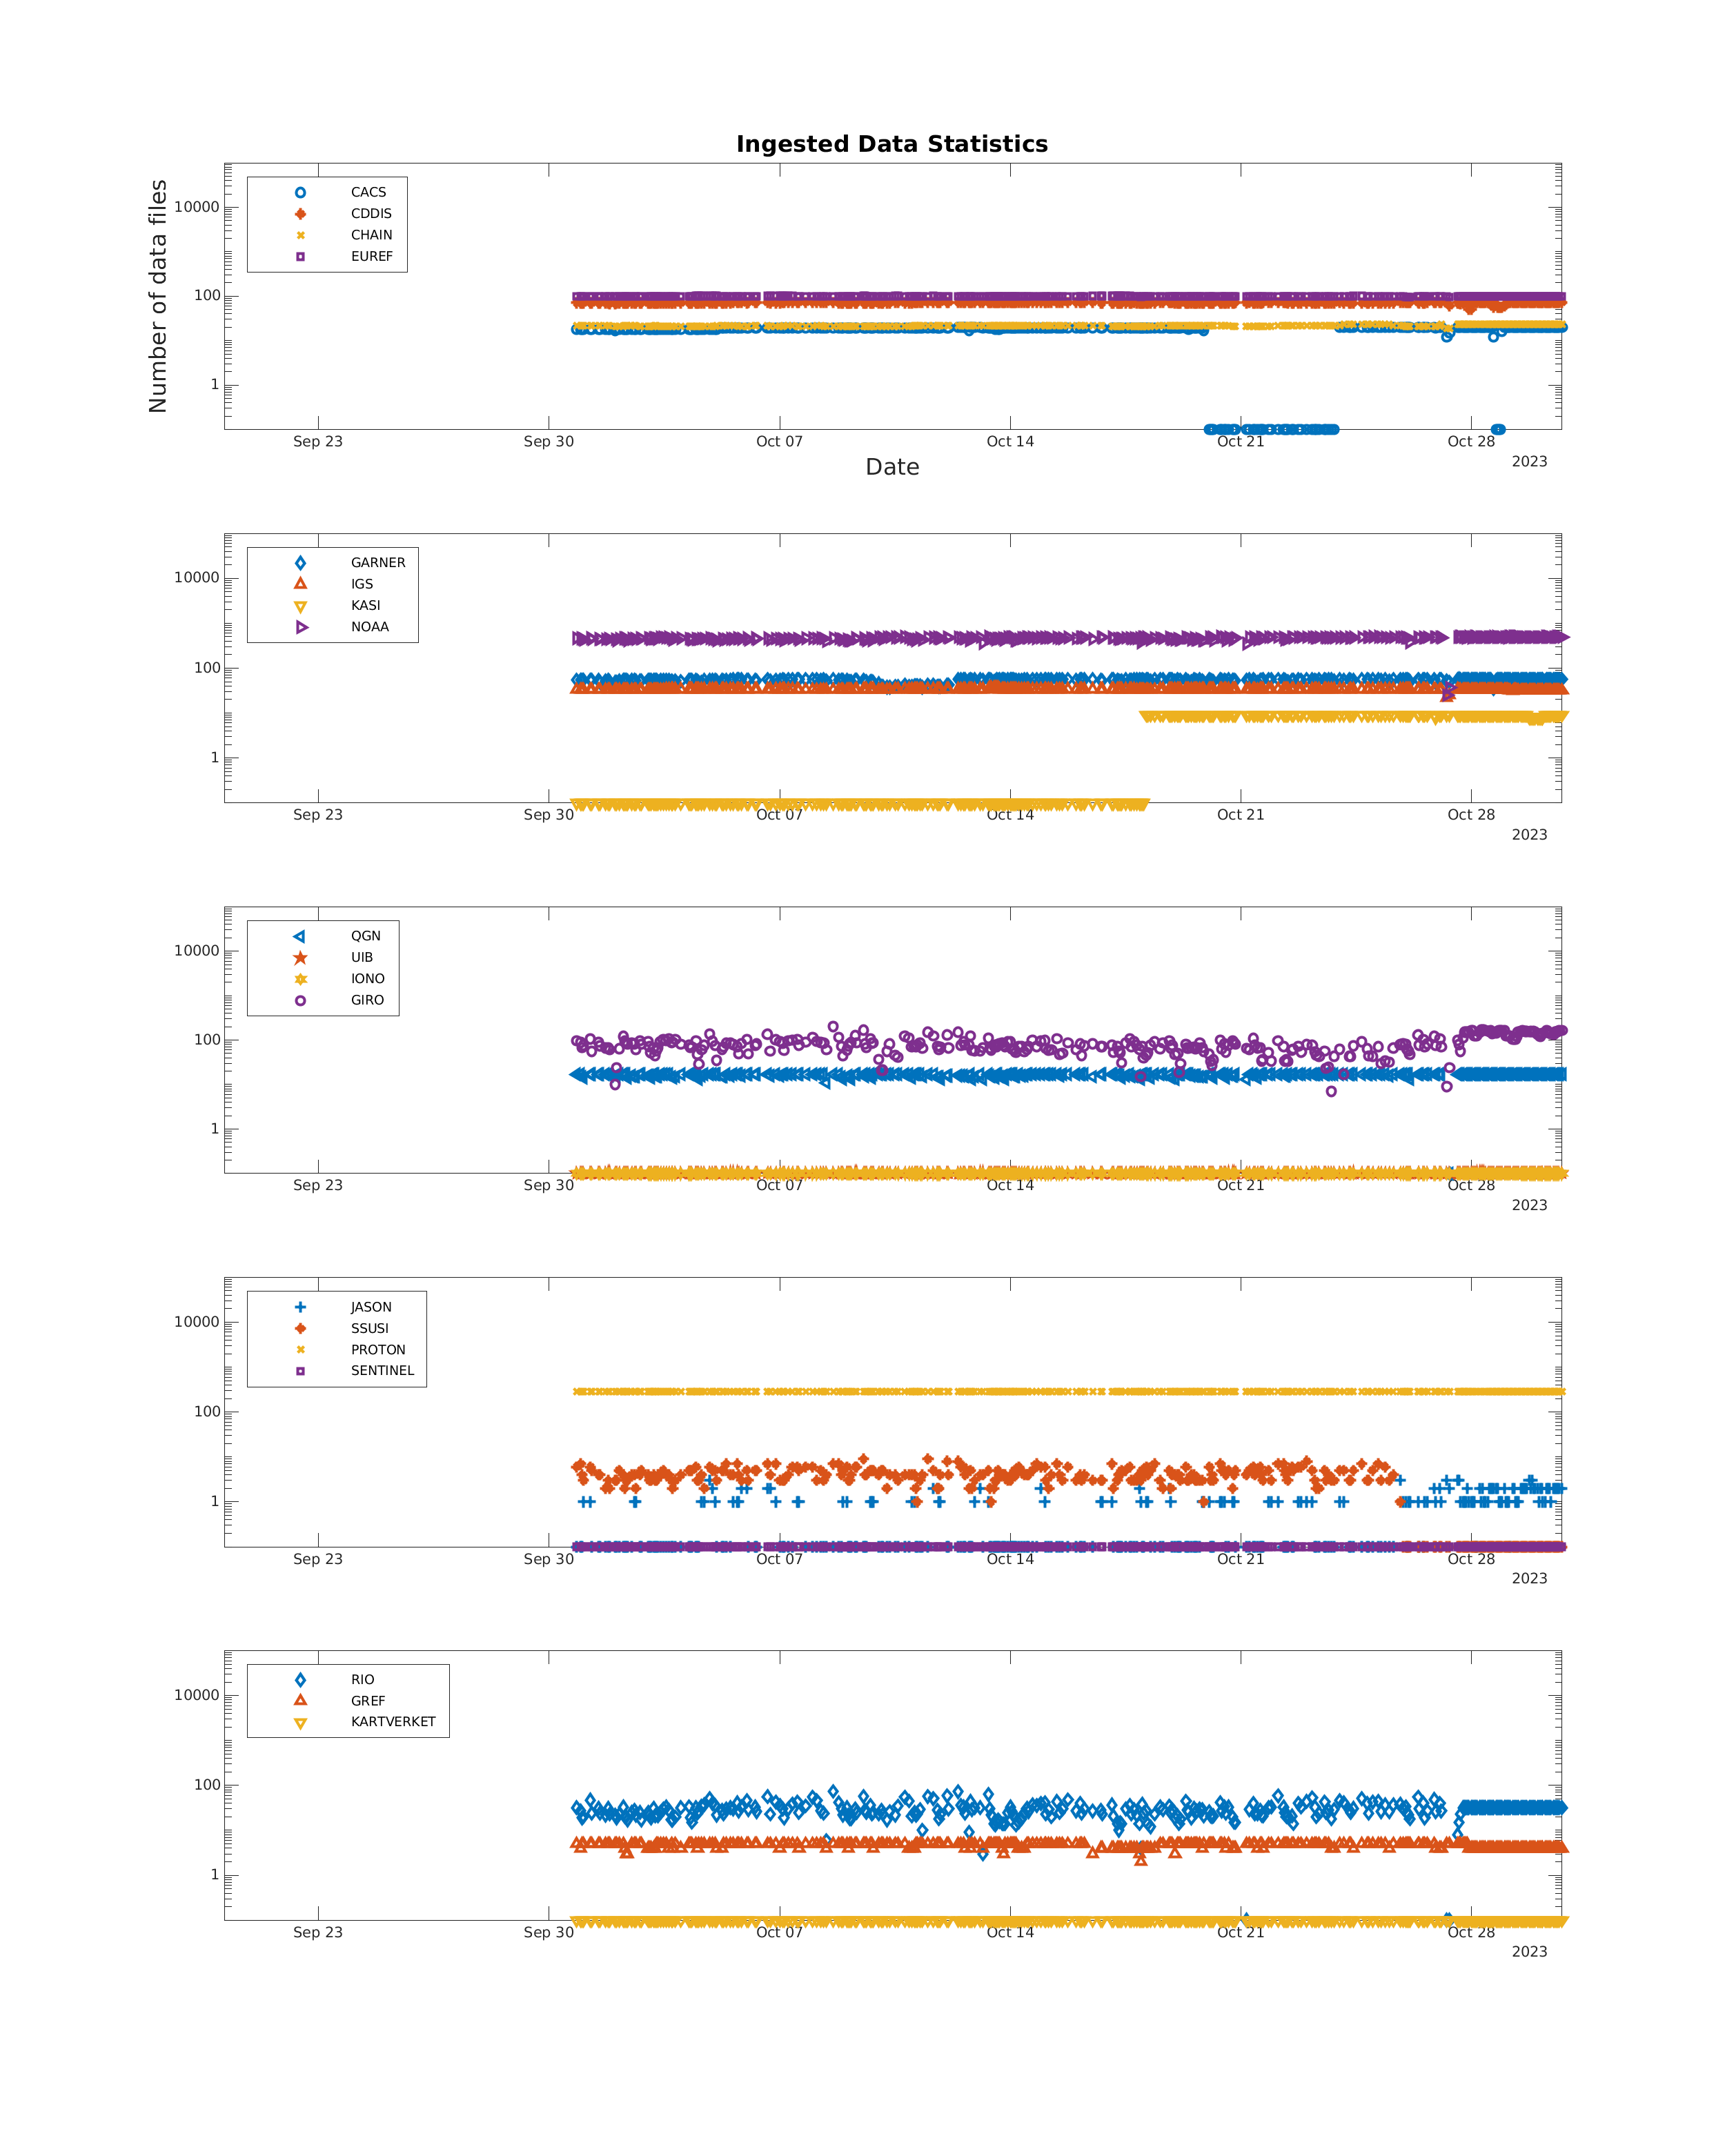 Ingested Data Statistics
Number of data files
CACS
CDDIS
CHAIN
EUREF
10000
100
1
Sep 23 Sep 30 Oct 07 Oct 14 Oct 21 Oct 28
2023
Date
GARNER
IGS
KASI
NOAA
10000
100
1
Sep 23 Sep 30 Oct 07 Oct 14 Oct 21 Oct 28
2023
QGN
UIB
IONO
GIRO
10000
100
1
Sep 23 Sep 30 Oct 07 Oct 14 Oct 21 Oct 28
2023
JASON
SSUSI
PROTON
SENTINEL
10000
100
1
Sep 23 Sep 30 Oct 07 Oct 14 Oct 21 Oct 28
2023
RIO
GREF
KARTVERKET
10000
100
1
Sep 23 Sep 30 Oct 07 Oct 14 Oct 21 Oct 28
2023